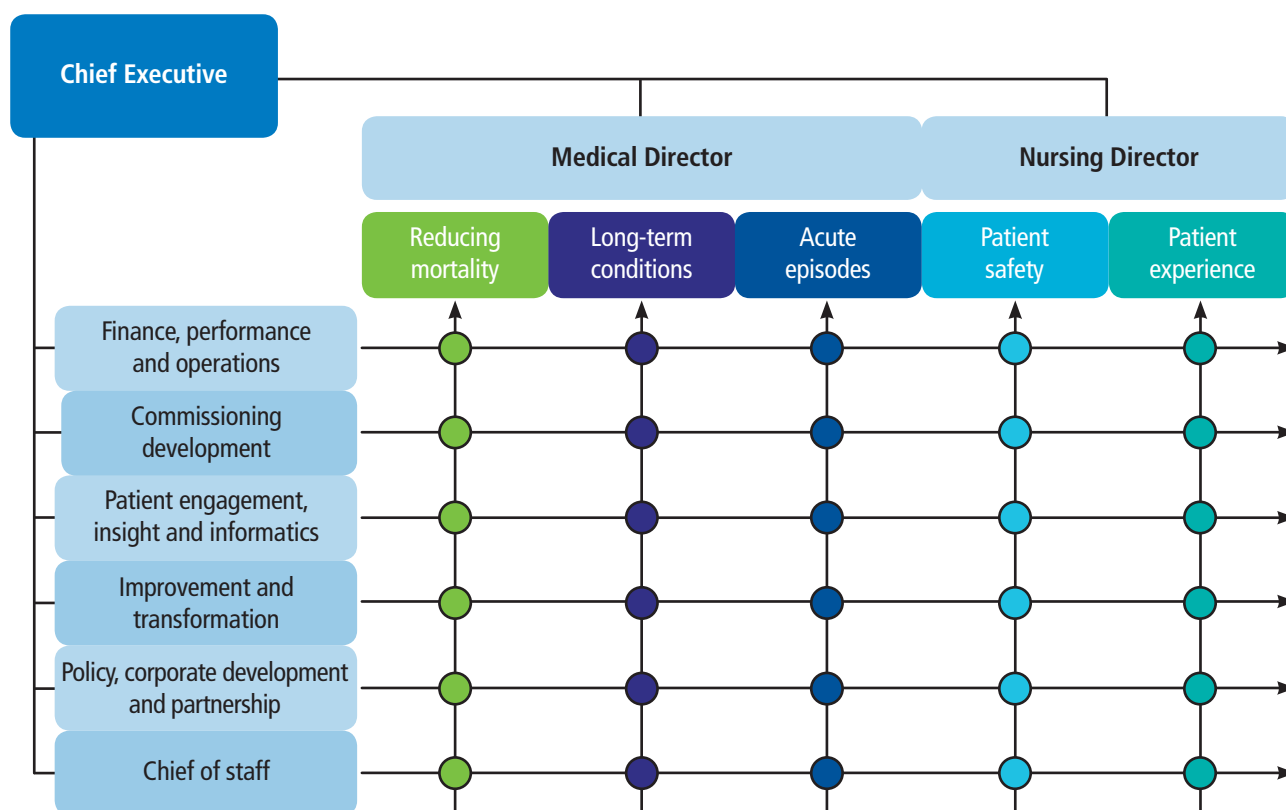 Chief Executive
Medical Director
Nursing Director
Reducing
mortality
Long-term
conditions
Acute
episodes
Patient
safety
Patient
experience
Finance, performance
and operations
Commissioning
development
Patient engagement,
insight and informatics
Improvement and
transformation
Policy, corporate development
and partnership
Chief of staff